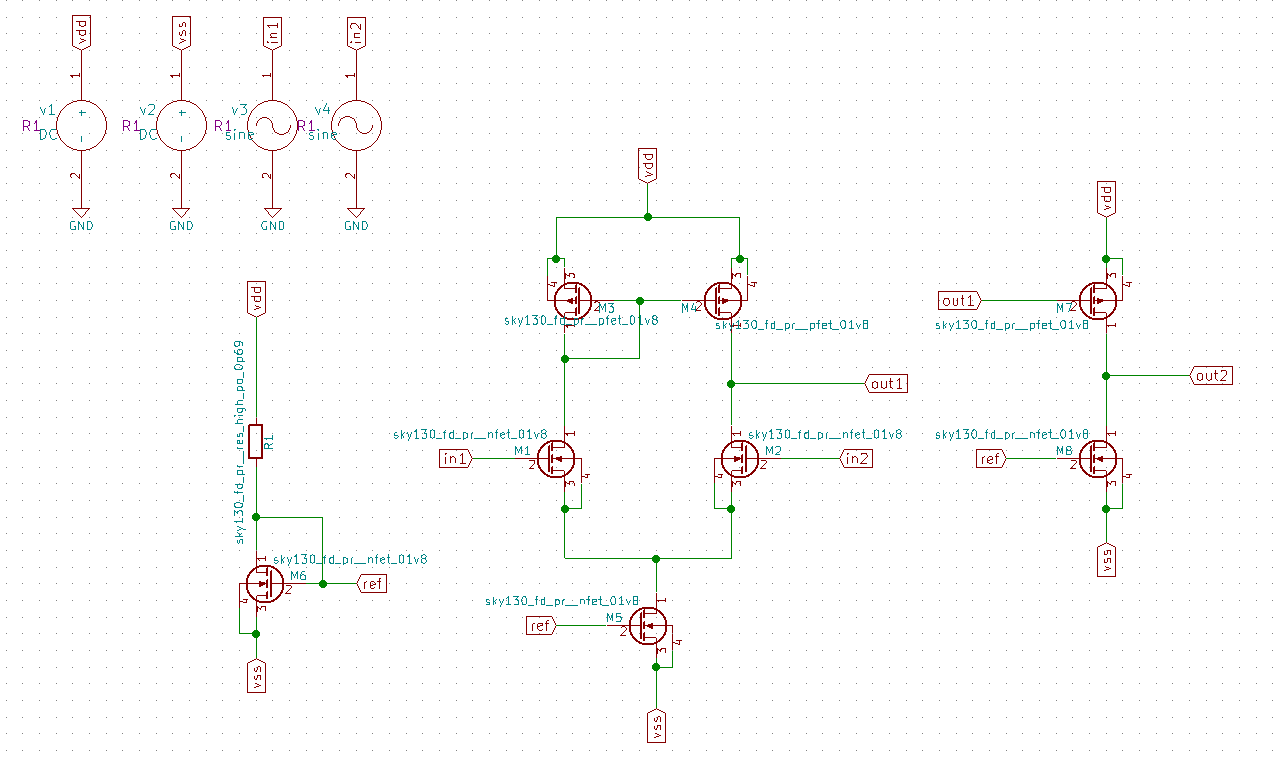 vdd
vss
in1
in2
1
1
1
1
v1
v2
v3
v4
R1
R1
R1
R1
DC
DC
sine
sine
+
+
-
-
2
2
2
2
GND
GND
GND
GND
vdd
vdd
3
4
2
M3
1
sky130_fd_pr__pfet_01v8
M4
2
3
4
1
sky130_fd_pr__pfet_01v8
out1
vdd
out1
M7
2
3
4
1
sky130_fd_pr__pfet_01v8
out2
vdd
sky130_fd_pr__res_high_po_0p69
R1
sky130_fd_pr__nfet_01v8
in1
M1
2
1
3
4
sky130_fd_pr__nfet_01v8
M2
2
1
3
4
in2
sky130_fd_pr__nfet_01v8
ref
M8
2
1
3
4
vss
sky130_fd_pr__nfet_01v8
M6
1
2
3
4
ref
vss
sky130_fd_pr__nfet_01v8
ref
M5
2
1
3
4
vss